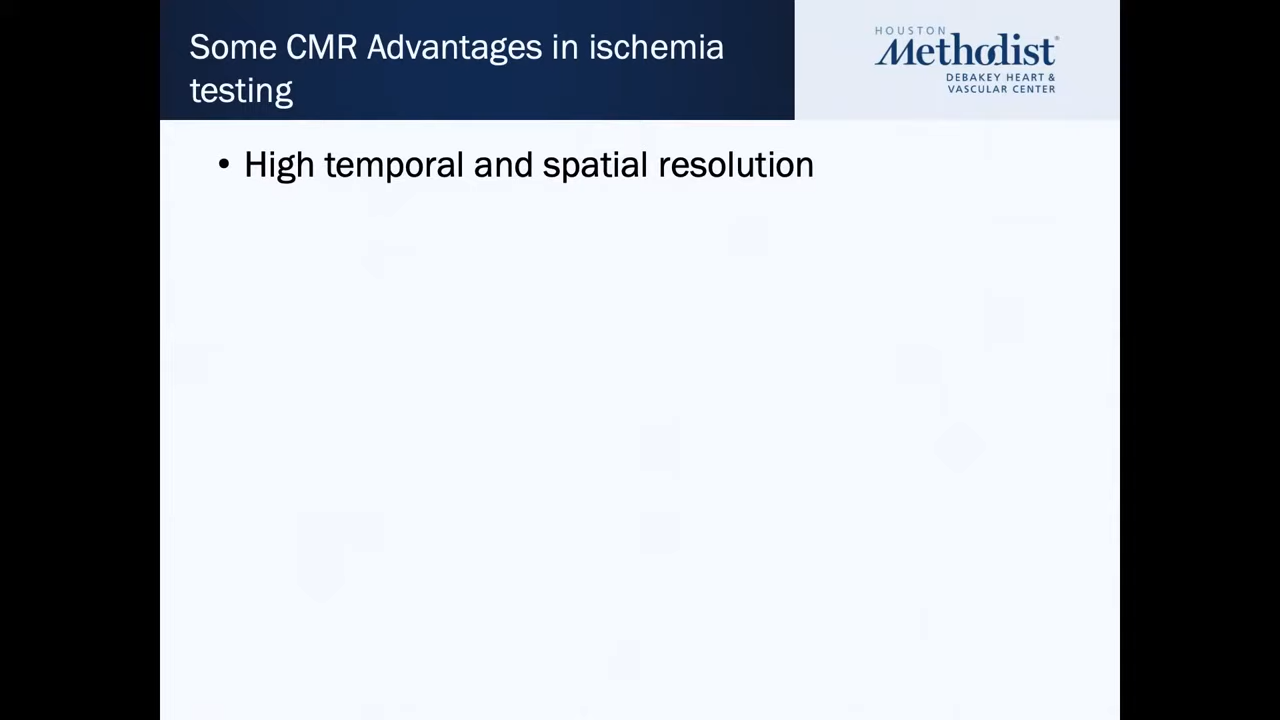 Some CMR Advantages in ischemia
testing
HOUSTON
Methodist®
DEBAKEY HEART &
VASCULAR CENTER
• High temporal and spatial resolution